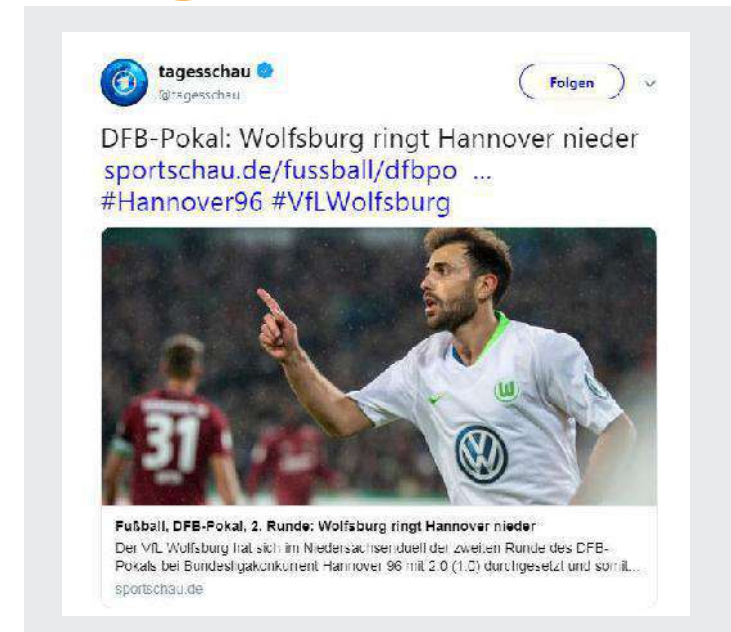 tagesschau
@tagesschau
Folgen
DFB-Pokal: Wolfsburg ringt Hannover nieder
sportschau.de/fussball/dfbpo ...
#Hannover96 #VfLWolfsburg
31
W
Fußball, DFB-Pokal, 2. Runde: Wolfsburg ringt Hannover nieder
Der VfL Wolfsburg hat sich im Niedersachsenduell der zweiten Runde des DFB-
Pokals bei Bundesligakonkurrent Hannover 96 mit 2:0 (1:0) durchgesetzt und somit...
sportschau.de